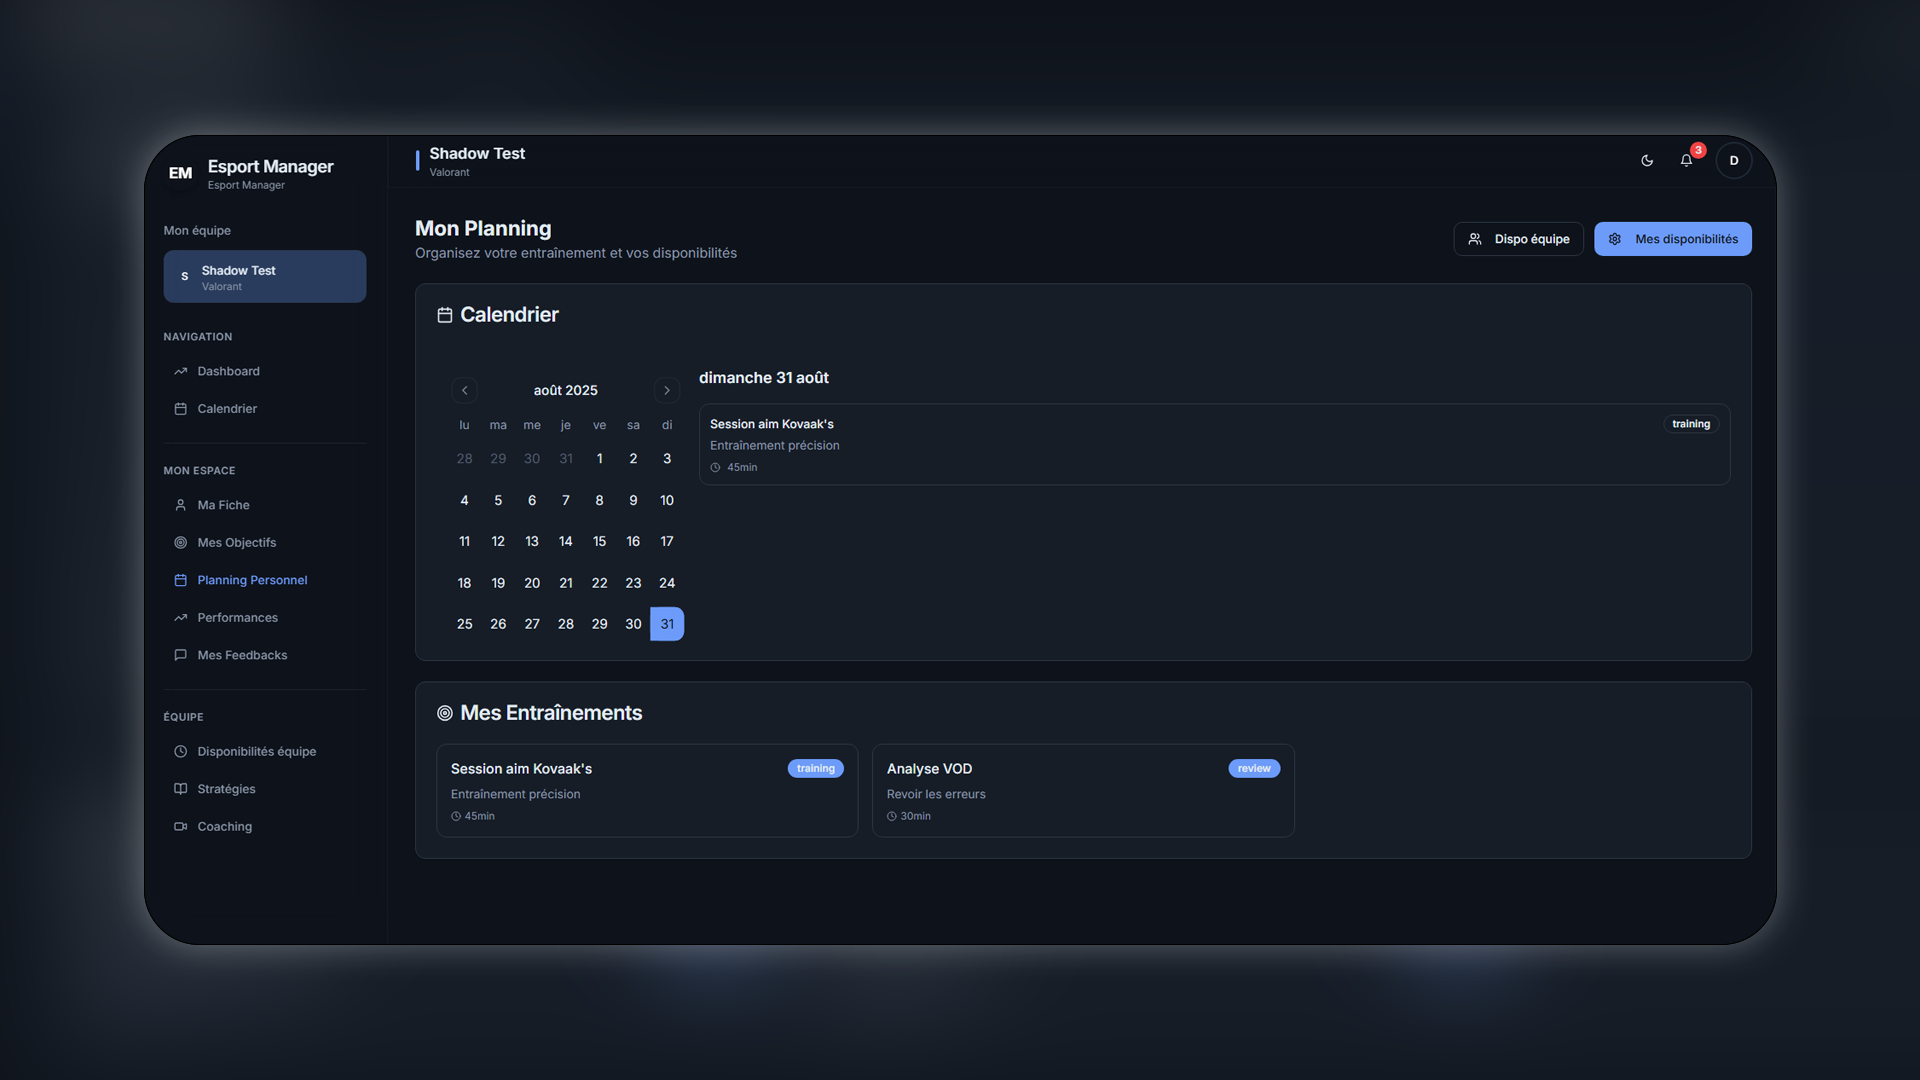 EM
Esport Manager
Esport Manager
Mon équipe
S
Shadow Test
Valorant
NAVIGATION
Dashboard
Calendrier
MON ESPACE
Ma Fiche
Mes Objectifs
Planning Personnel
Performances
Mes Feedbacks
ÉQUIPE
Disponibilités équipe
Stratégies
Coaching
Shadow Test
Valorant
3
D
Mon Planning
Organisez votre entraînement et vos disponibilités
Dispo équipe
Mes disponibilités
Calendrier
août 2025
lu ma me je ve sa di
28 29 30 31 1 2 3
4 5 6 7 8 9 10
11 12 13 14 15 16 17
18 19 20 21 22 23 24
25 26 27 28 29 30 31
dimanche 31 août
Session aim Kovaak's
training
Entraînement précision
45min
Mes Entraînements
Session aim Kovaak's
training
Entraînement précision
45min
Analyse VOD
review
Revoir les erreurs
30min